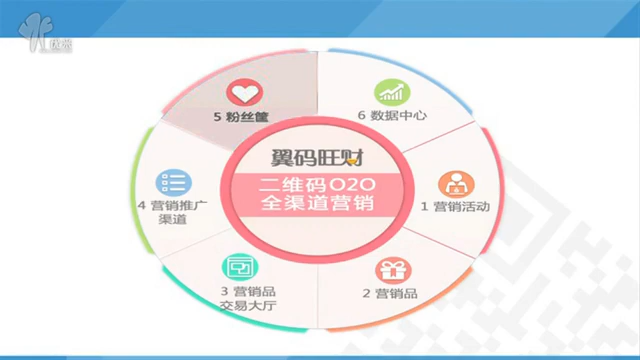 5 粉丝筐
6 数据中心
翼码旺财
二维码O2O
全渠道营销
4 营销推广
渠道
1 营销活动
3 营销品
交易大厅
2 营销品